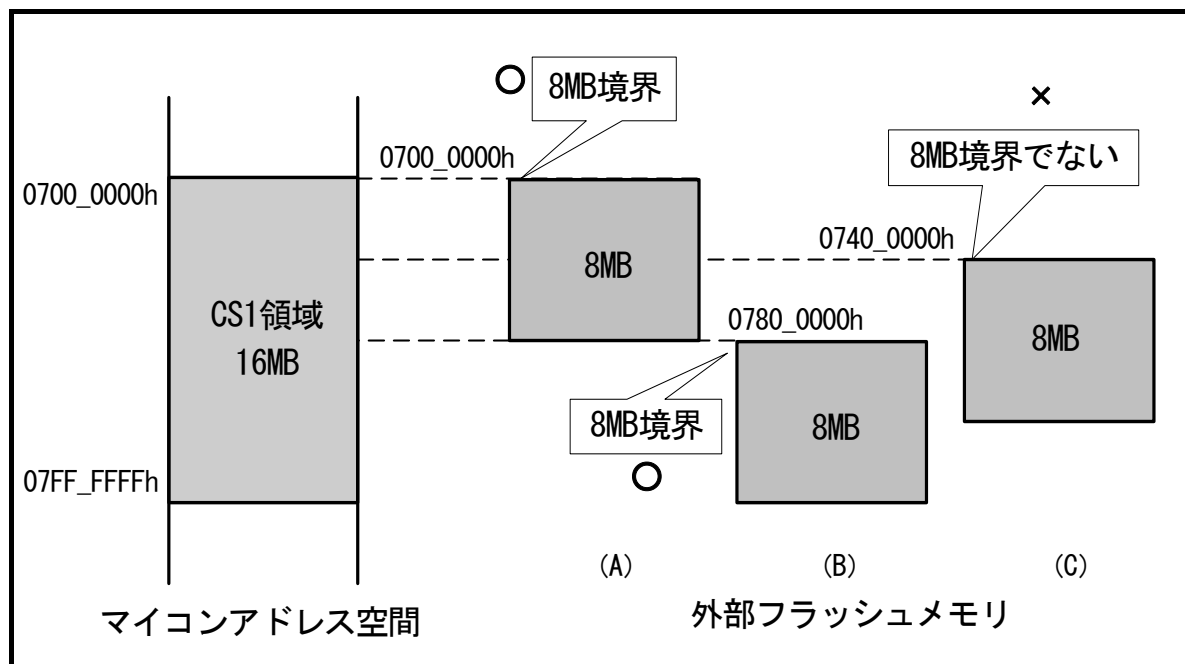 ○
8MB境界
×
0700_0000h
8MB境界でない
0700_0000h
0740_0000h
8MB
CS1領域
16MB
0780_0000h
8MB
8MB境界
8MB
○
07FF_FFFFh
(A)
(B)
(C)
マイコンアドレス空間
外部フラッシュメモリ